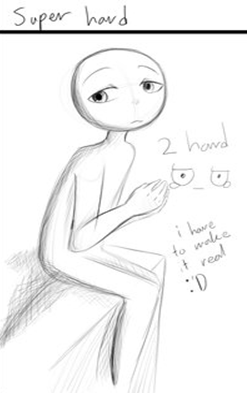 Super hard
2 hard
i have
to make
it real
:'D